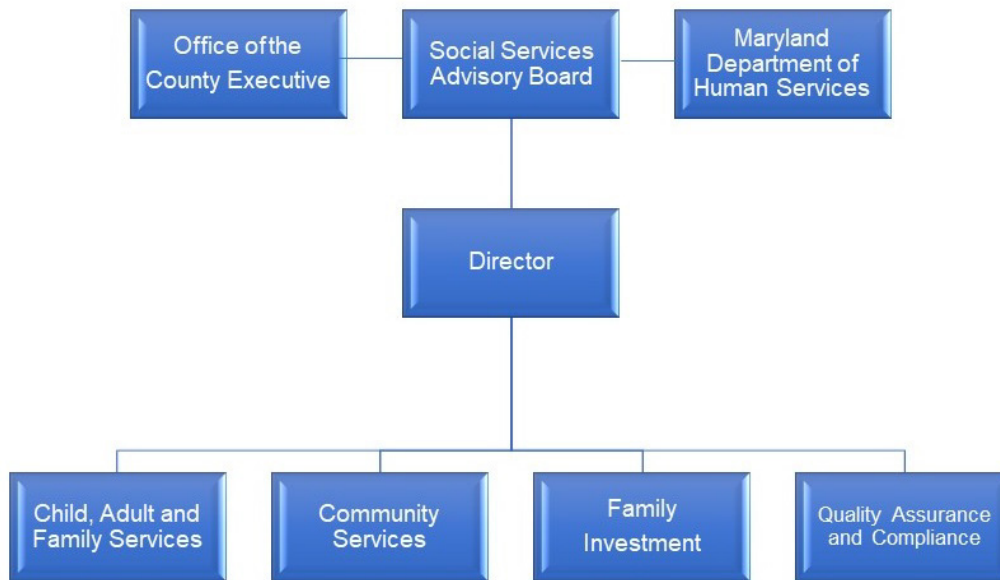 Office of the
County Executive
Social Services
Advisory Board
Maryland
Department of
Human Services
Director
Child, Adult and
Family Services
Community
Services
Family
Investment
Quality Assurance
and Compliance